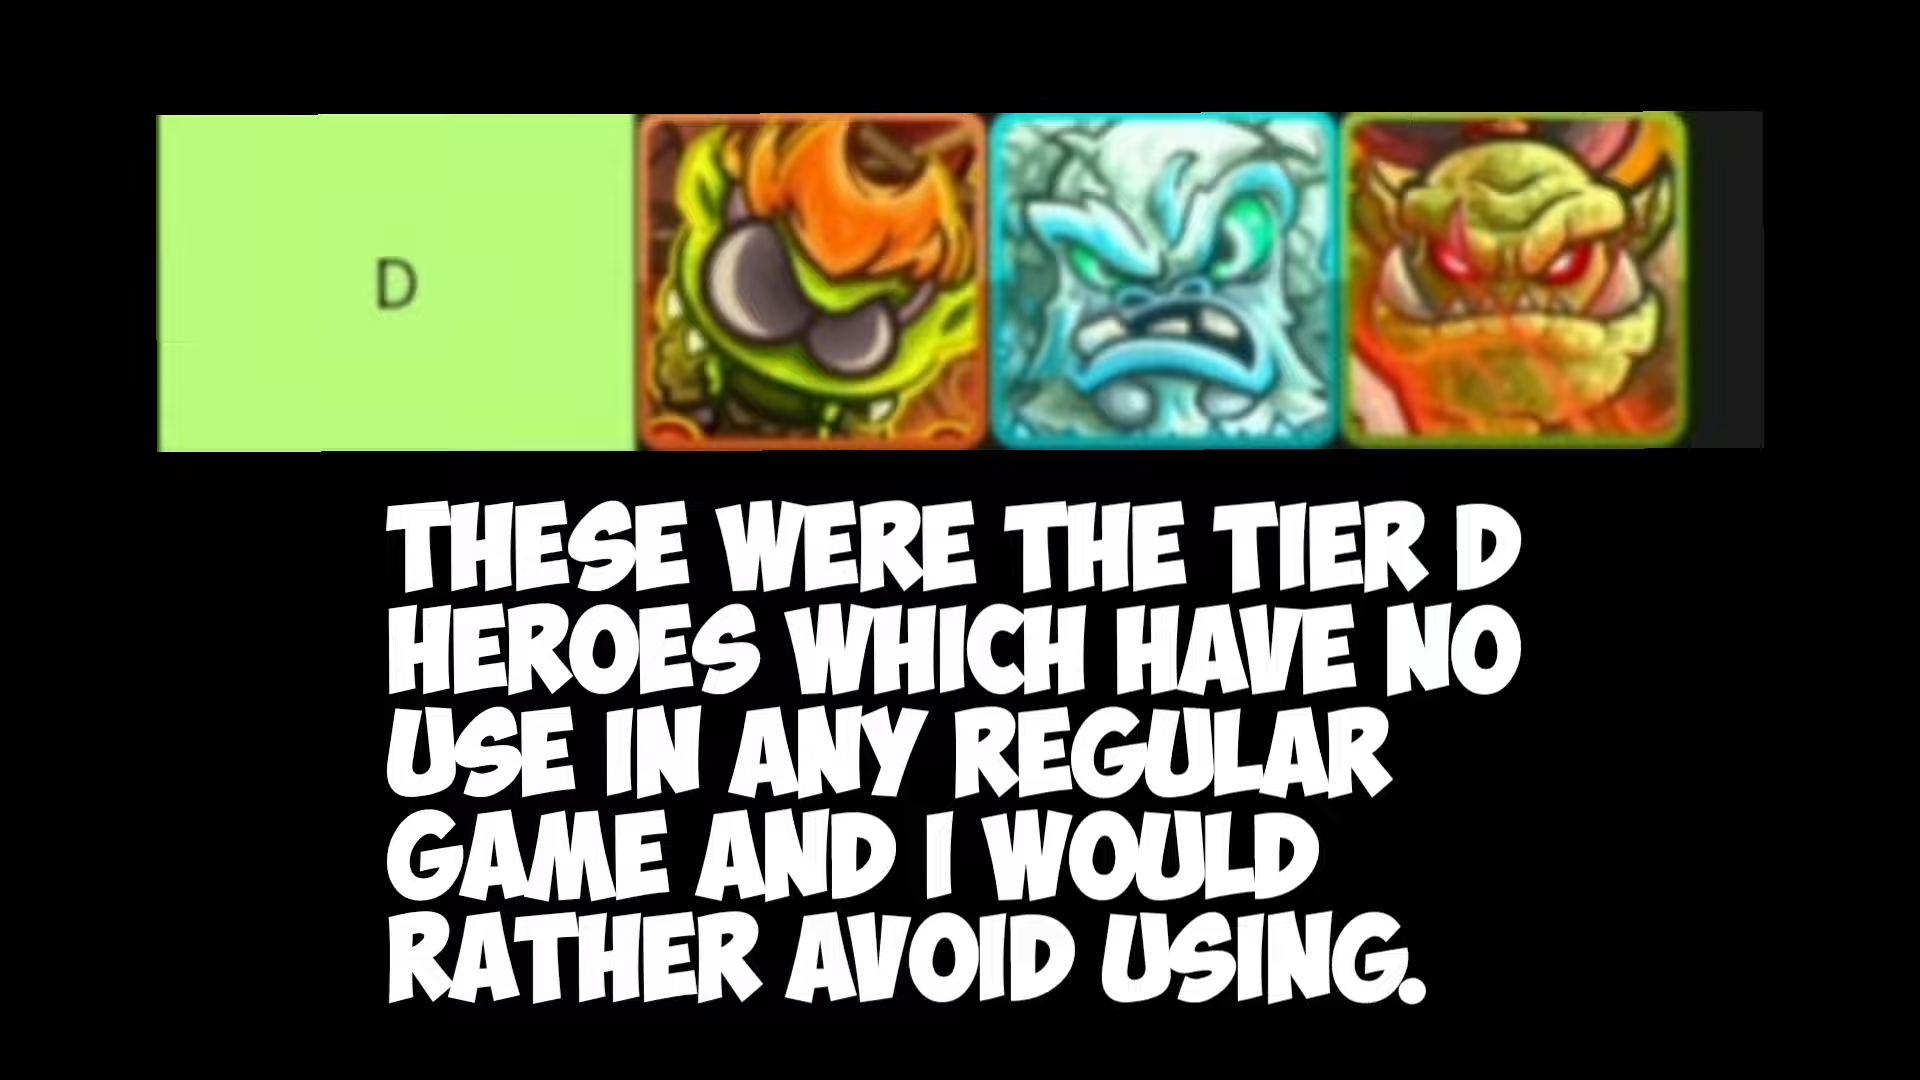 D
THESE WERE THE TIER D
HEROES WHICH HAVE NO
USE IN ANY REGULAR
GAME AND I WOULD
RATHER AVOID USING.